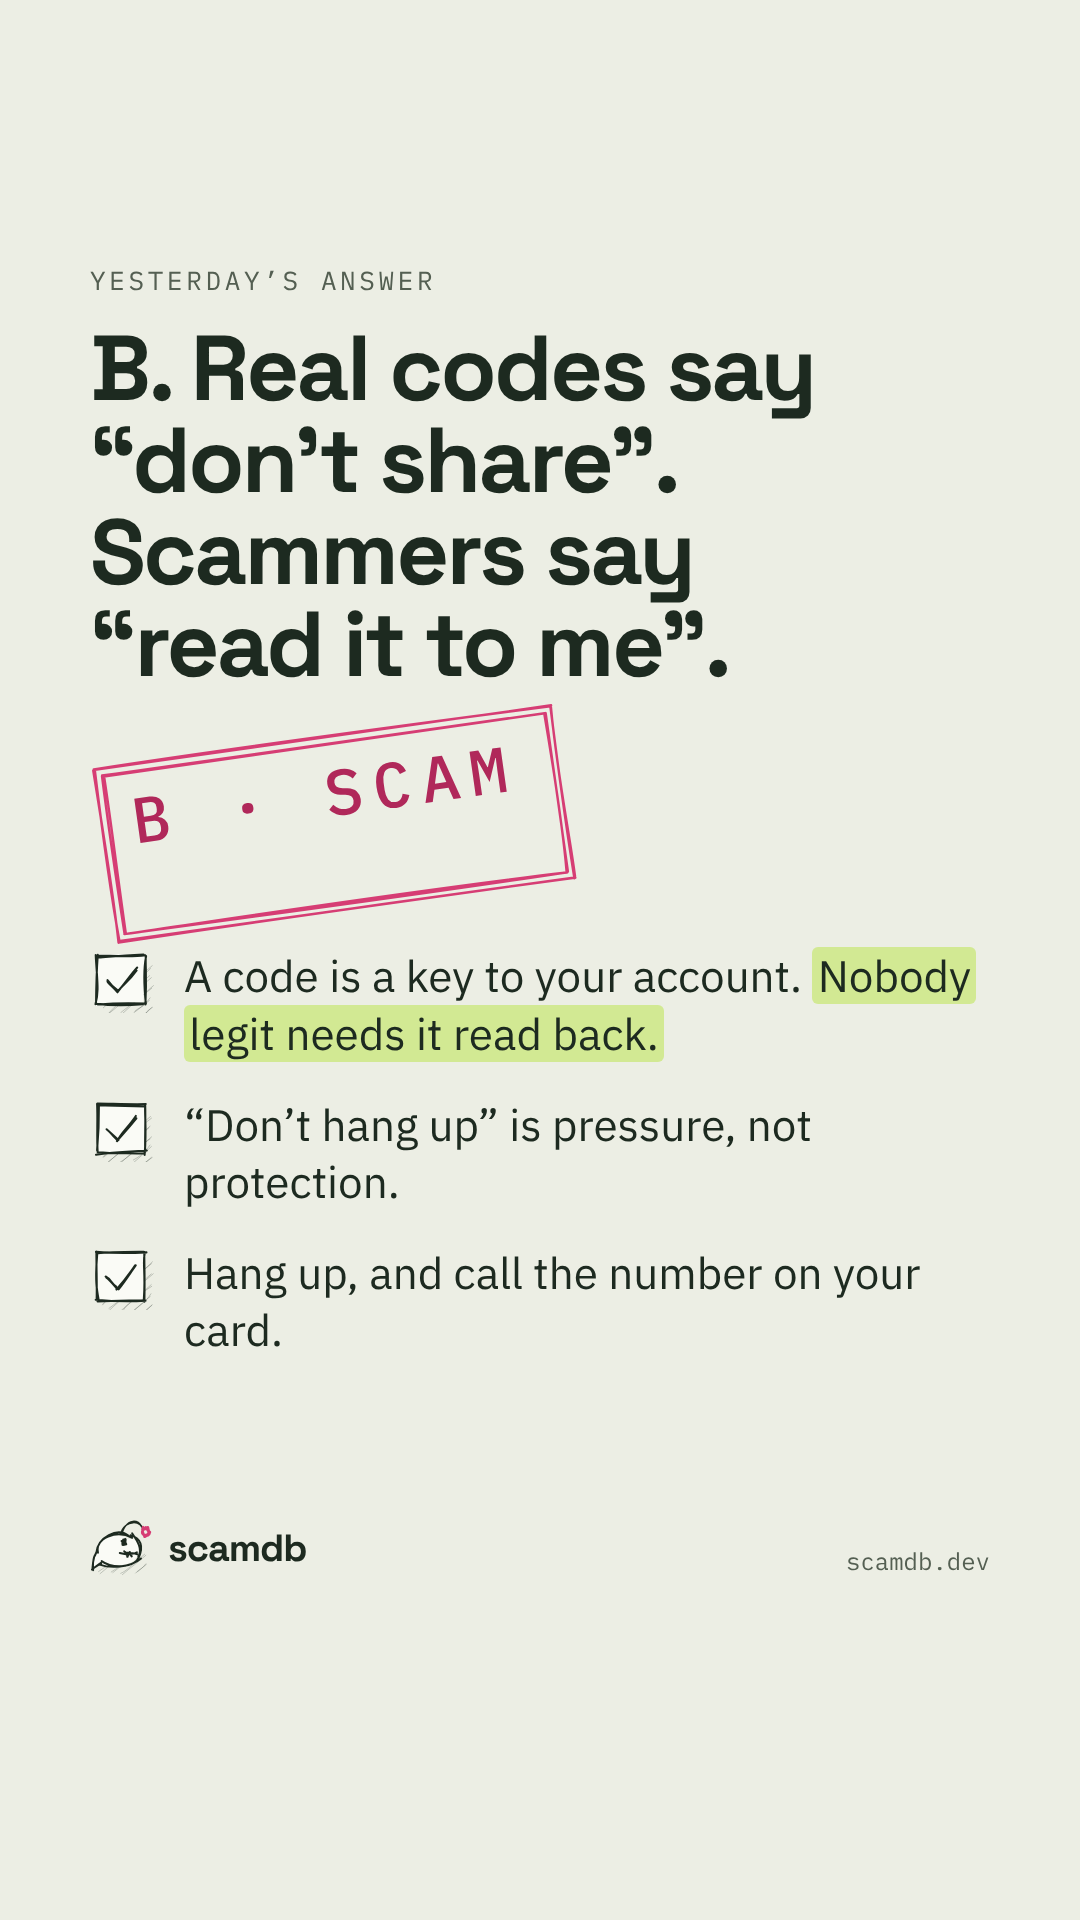 YESTERDAY’S ANSWER
B. Real codes say
“don’t share”.
Scammers say
“read it to me”.
B · SCAM
A code is a key to your account. Nobody
legit needs it read back.
“Don’t hang up” is pressure, not
protection.
Hang up, and call the number on your
card.
scamdb
scamdb.dev